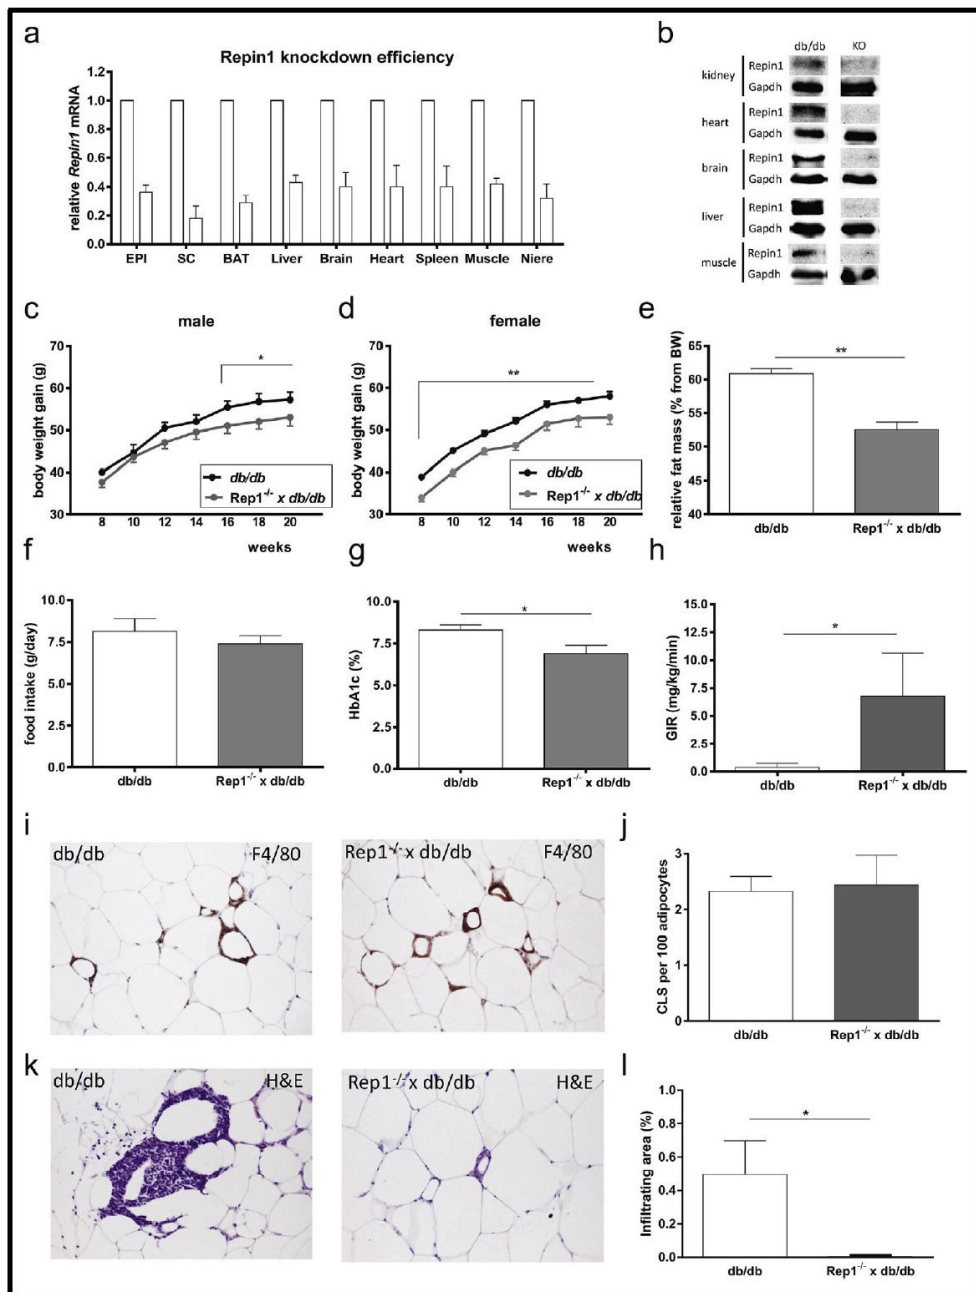 a
Repin1 knockdown efficiency
relative Repin1 mRNA
1.2
1.0
0.8
0.6
0.4
0.2
0.0
EPI SC BAT Liver Brain Heart Spleen Muscle Niere
b
db/db KO
kidney
Repin1
Gapdh
heart
Repin1
Gapdh
brain
Repin1
Gapdh
liver
Repin1
Gapdh
muscle
Repin1
Gapdh
c
male
body weight gain (g)
70
60
50
40
30
*
db/db
Rep1-/- x db/db
8 10 12 14 16 18 20
weeks
d
female
body weight gain (g)
70
60
50
40
30
**
db/db
Rep1-/- x db/db
8 10 12 14 16 18 20
weeks
e
relative fat mass (% from BW)
65
60
55
50
45
40
**
db/db Rep1-/- x db/db
f
food intake (g/day)
10.0
7.5
5.0
2.5
0.0
db/db Rep1-/- x db/db
g
HbA1c (%)
10.0
7.5
5.0
2.5
0.0
*
db/db Rep1-/- x db/db
h
GIR (mg/kg/min)
15.0
12.5
10.0
7.5
5.0
2.5
0.0
*
db/db Rep1-/- x db/db
i
db/db F4/80
Rep1-/- x db/db F4/80
j
CLS per 100 adipocytes
3
2
1
0
db/db Rep1-/- x db/db
k
db/db H&E
Rep1-/- x db/db H&E
l
Infiltrating area (%)
1.0
0.8
0.6
0.4
0.2
0.0
*
db/db Rep1-/- x db/db